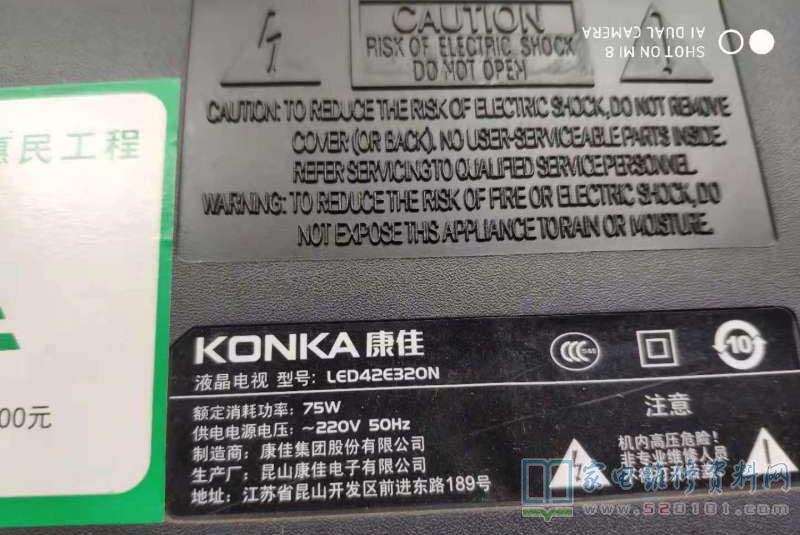 CAUTION
RISK OF ELECTRIC SHOCK
DO NOT OPEN
SHOT ON MI 8
AI DUAL CAMERA
CAUTION: TO REDUCE THE RISK OF ELECTRIC SHOCK, DO NOT REMOVE
COVER (OR BACK). NO USER-SERVICEABLE PARTS INSIDE.
REFER SERVICING TO QUALIFIED SERVICE PERSONNEL.
WARNING: TO REDUCE THE RISK OF FIRE OR ELECTRIC SHOCK, DO
NOT EXPOSE THIS APPLIANCE TO RAIN OR MOISTURE.
惠民工程
00元
KONKA 康佳
液晶电视 型号: LED42E320N
额定消耗功率: 75W
供电电源电压: ~220V 50Hz
制造商: 康佳集团股份有限公司
生产厂: 昆山康佳电子有限公司
地址: 江苏省昆山开发区前进东路189号
10
注意
机内高压危险!
非专业维修人员
家电维修资料网
www.520101.com